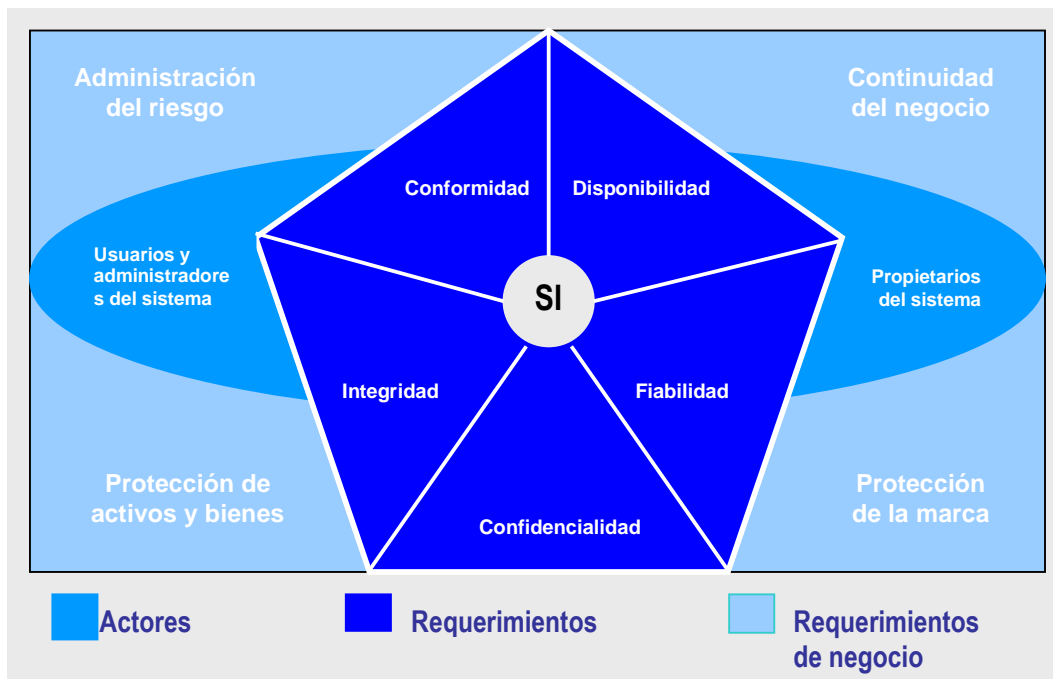 Administración
del riesgo
Continuidad
del negocio
Conformidad
Disponibilidad
Usuarios y
administradore
s del sistema
SI
Propietarios
del sistema
Integridad
Fiabilidad
Protección de
activos y bienes
Confidencialidad
Protección
de la marca
Actores
Requerimientos
Requerimientos
de negocio